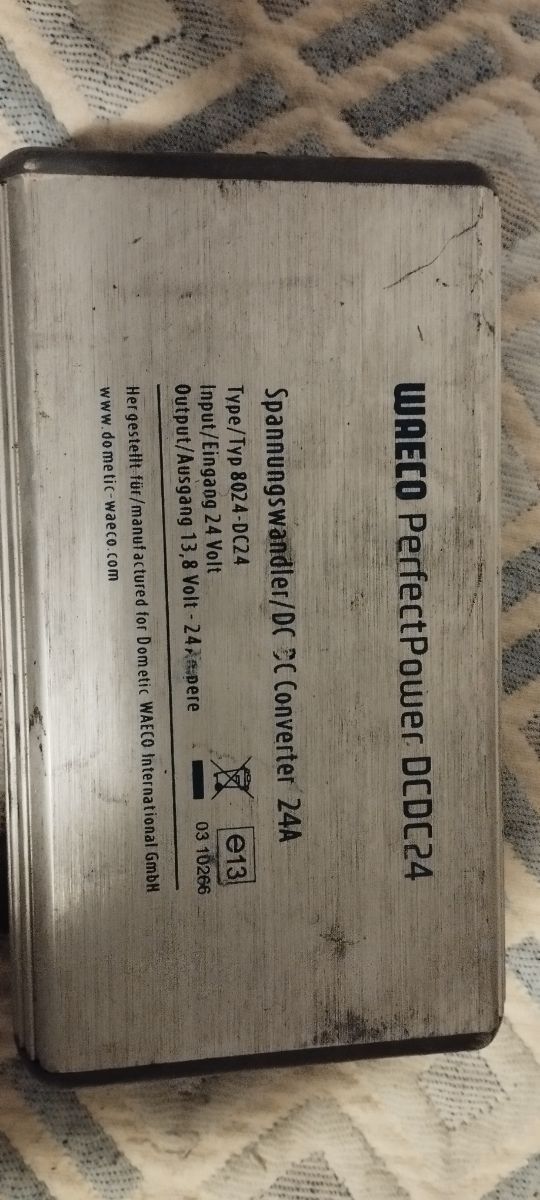 WAECO PerfectPower DCDC24
Spannungswandler/DC DC Converter 24A
Type/Typ 8024-DC24
Input/Eingang 24 Volt
Output/Ausgang 13,8 Volt - 24 Ampere
e13
03 10266
Hergestellt für/manufactured for Dometic WAECO International GmbH
www.dometic-waeco.com